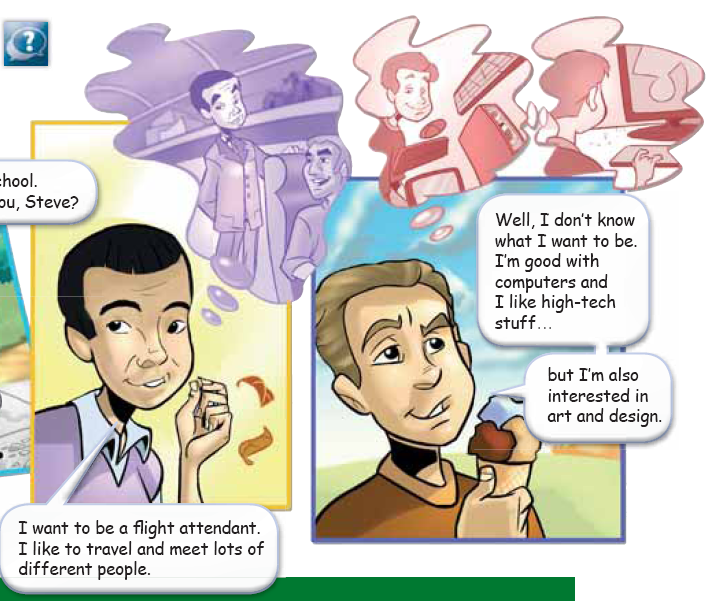 ?
ou, Steve?
I want to be a flight attendant.
I like to travel and meet lots of
different people.
Well, I don't know
what I want to be.
I'm good with
computers and
I like high-tech
stuff...
but I'm also
interested in
art and design.